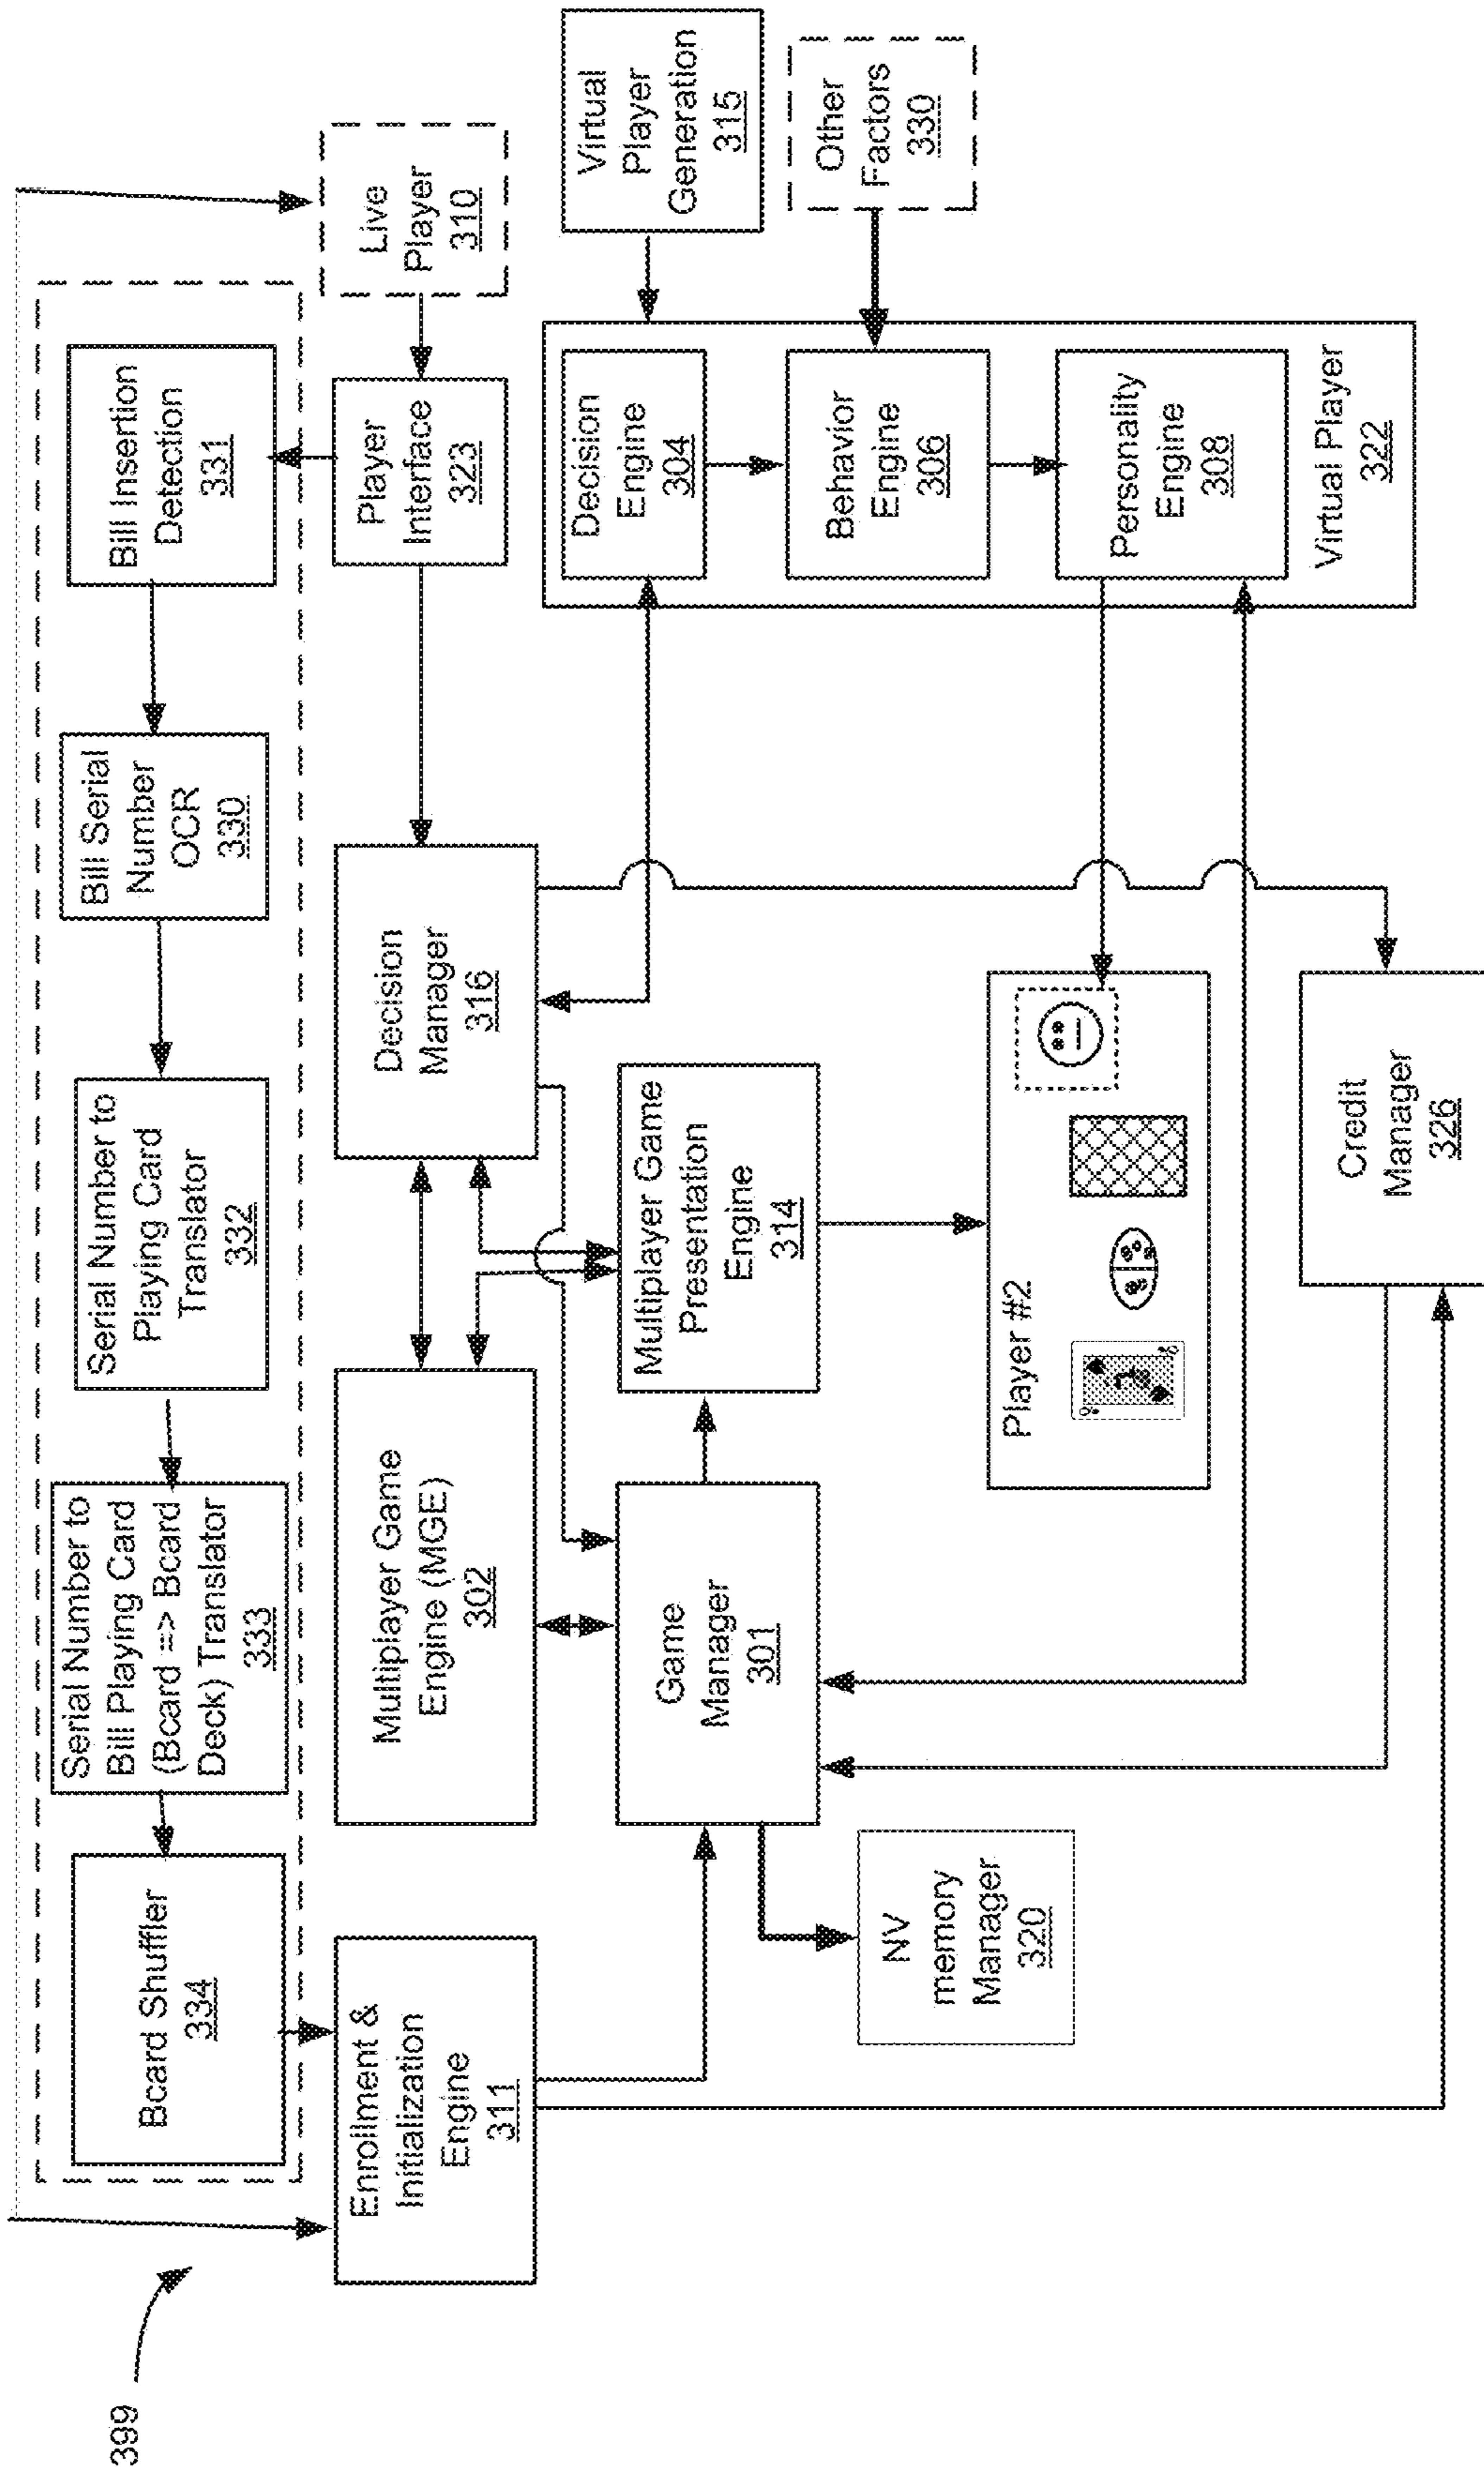 399
Bcard Shuffler
334
Serial Number to
Bill Playing Card
(Bcard => Bcard
Deck) Translator
333
Serial Number to
Playing Card
Translator
332
Bill Serial
Number
OCR
330
Bill Insertion
Detection
331
Enrollment &
Initialization
Engine
311
Multiplayer Game
Engine (MGE)
302
Decision
Manager
316
Player
Interface
323
Live
Player
310
Game
Manager
301
Multiplayer Game
Presentation
Engine
314
Decision
Engine
304
Virtual
Player
Generation
315
NV
memory
Manager
320
Behavior
Engine
306
Other
Factors
330
Player #2
Personality
Engine
308
Virtual Player
322
Credit
Manager
326